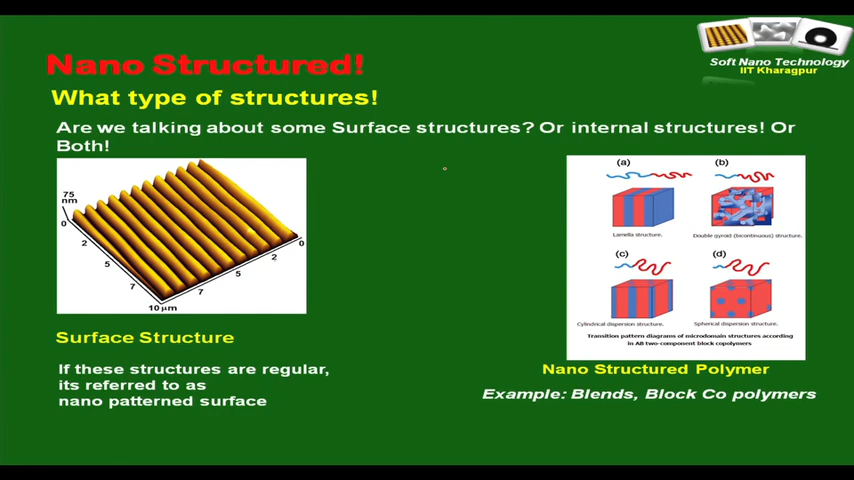 Soft Nano Technology
IIT Kharagpur
Nano Structured!
What type of structures!
Are we talking about some Surface structures? Or internal structures! Or
Both!
75
nm
0
2
5
7
10 µm
7
5
2
0
Surface Structure
If these structures are regular,
its referred to as
nano patterned surface
(a)
(b)
Lamella structure.
Double gyroid (bicontinuous) structure.
(c)
(d)
Cylindrical dispersion structure.
Spherical dispersion structure.
Transition pattern diagrams of microdomain structures according
in AB two-component block copolymers
Nano Structured Polymer
Example: Blends, Block Co polymers